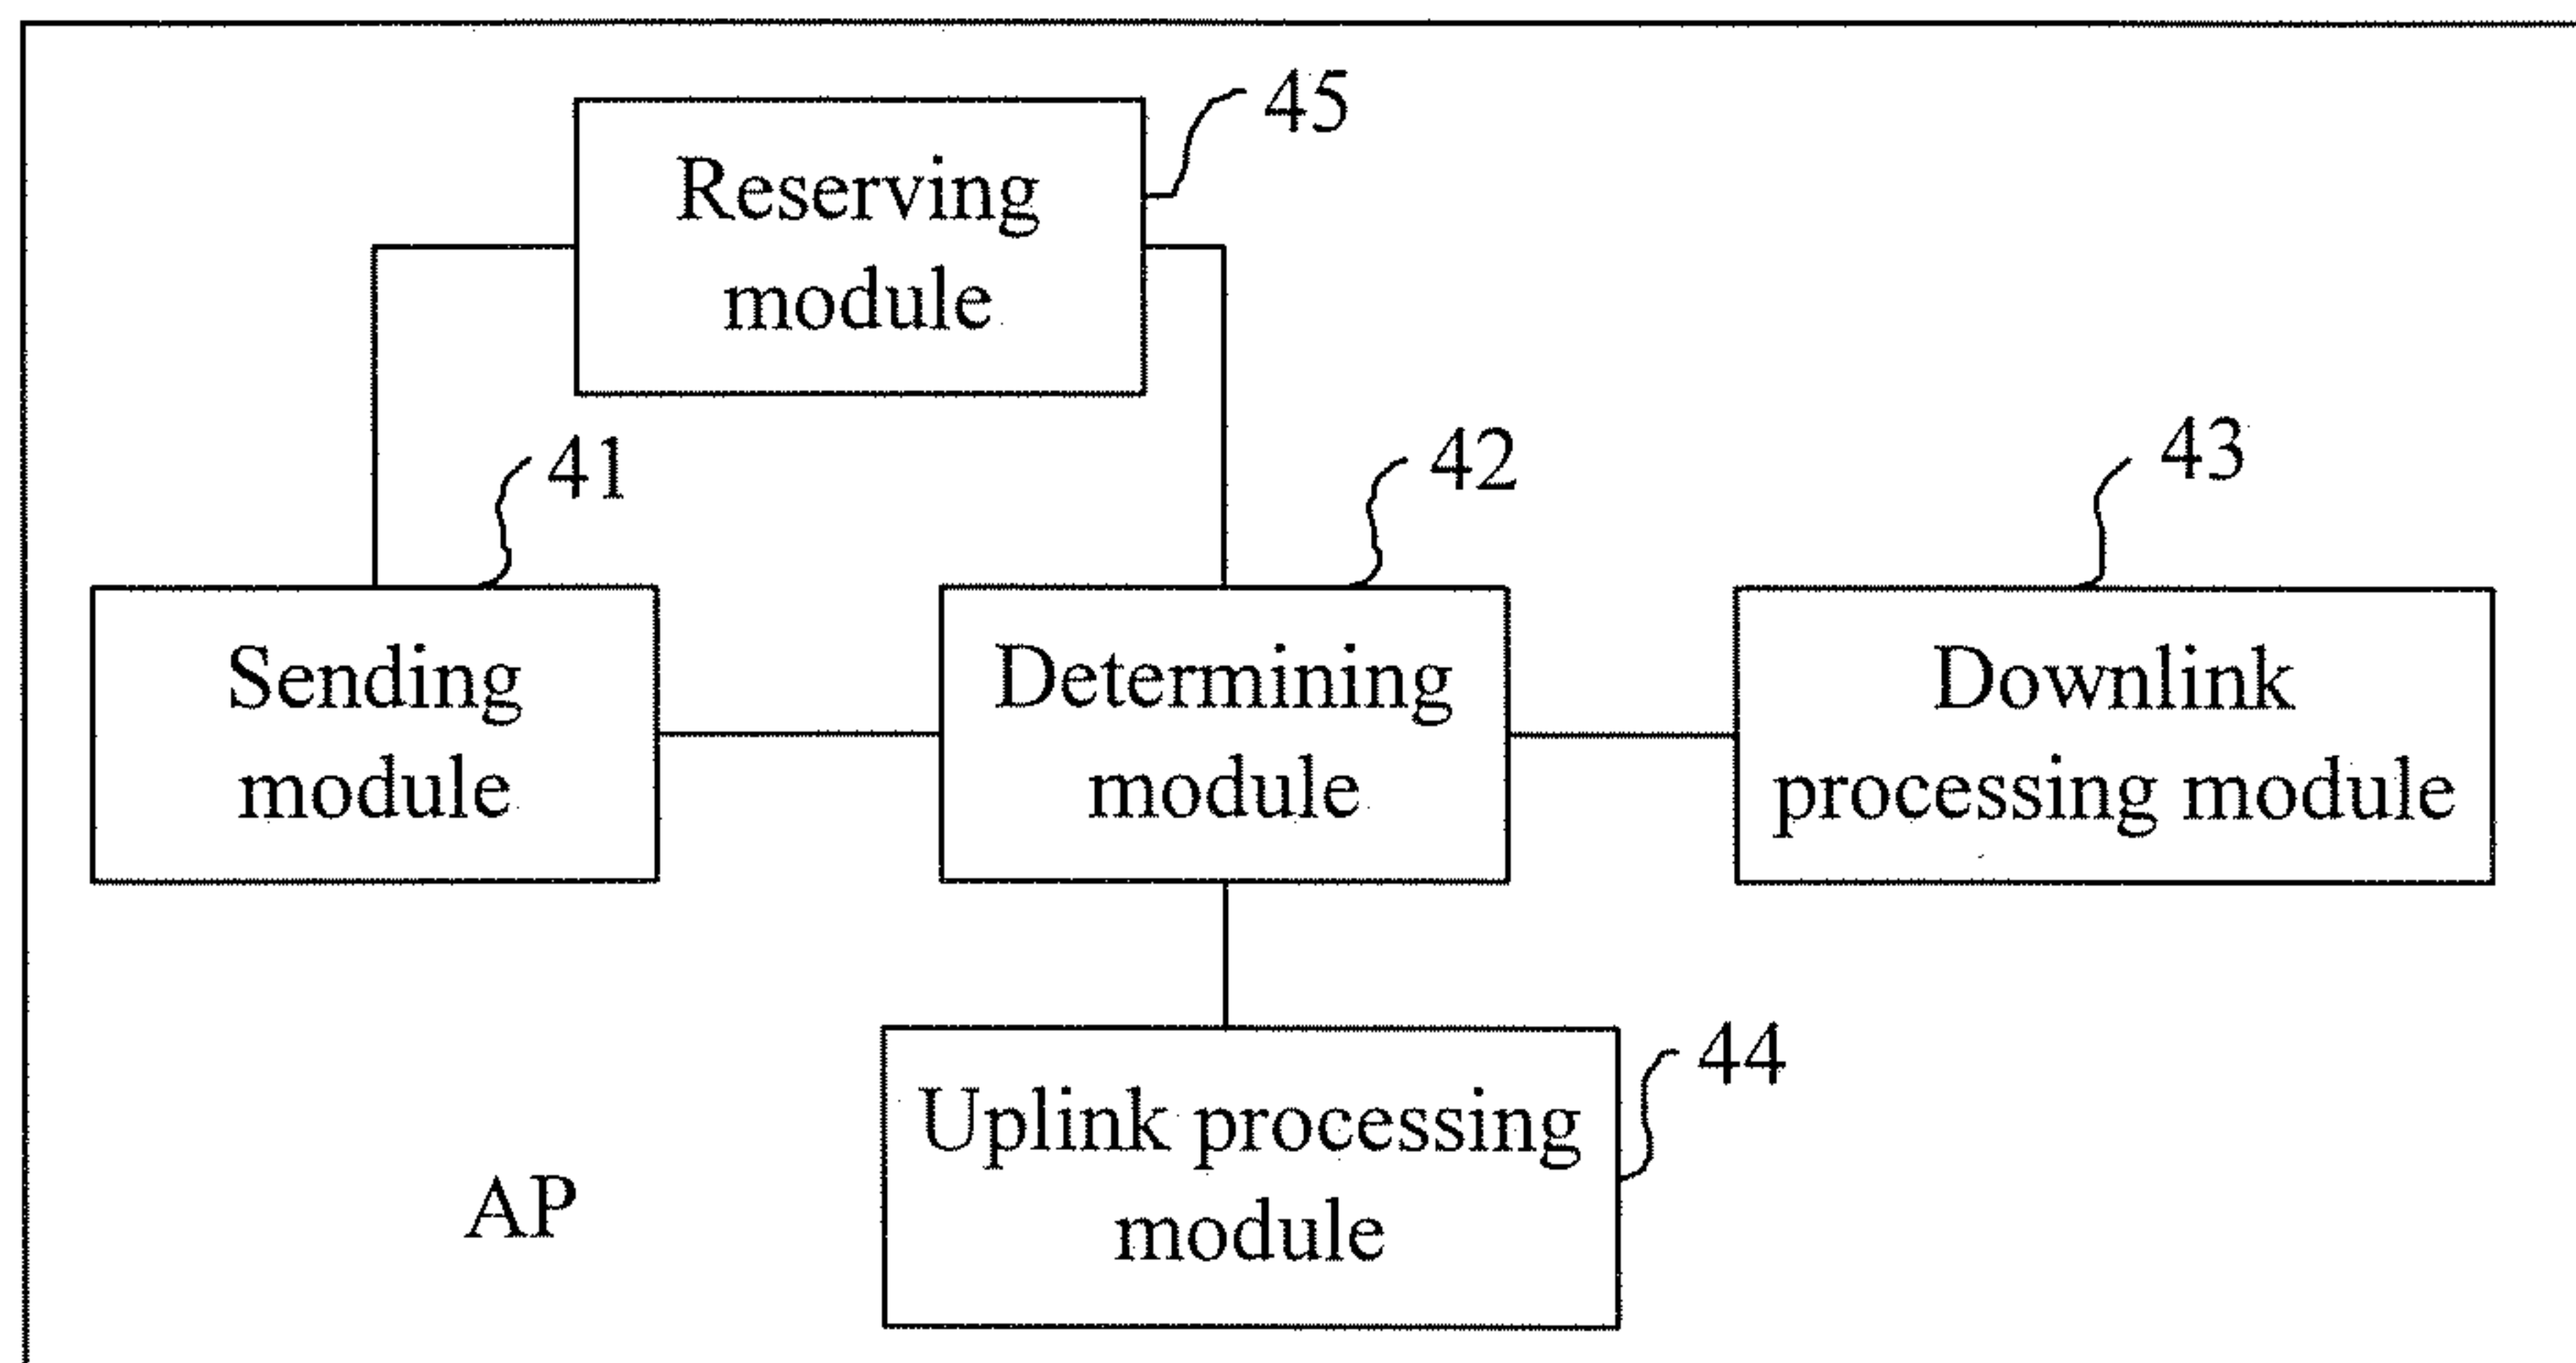 45
Reserving
module
41
42
43
Sending
module
Determining
module
Downlink
processing module
44
Uplink processing
module
AP